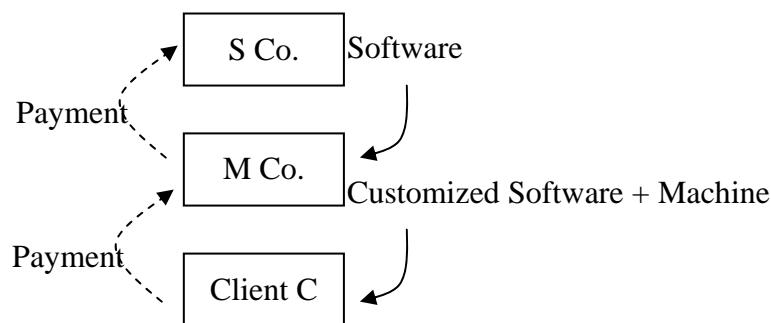 S Co. Software
Payment
M Co.
Customized Software + Machine
Payment
Client C